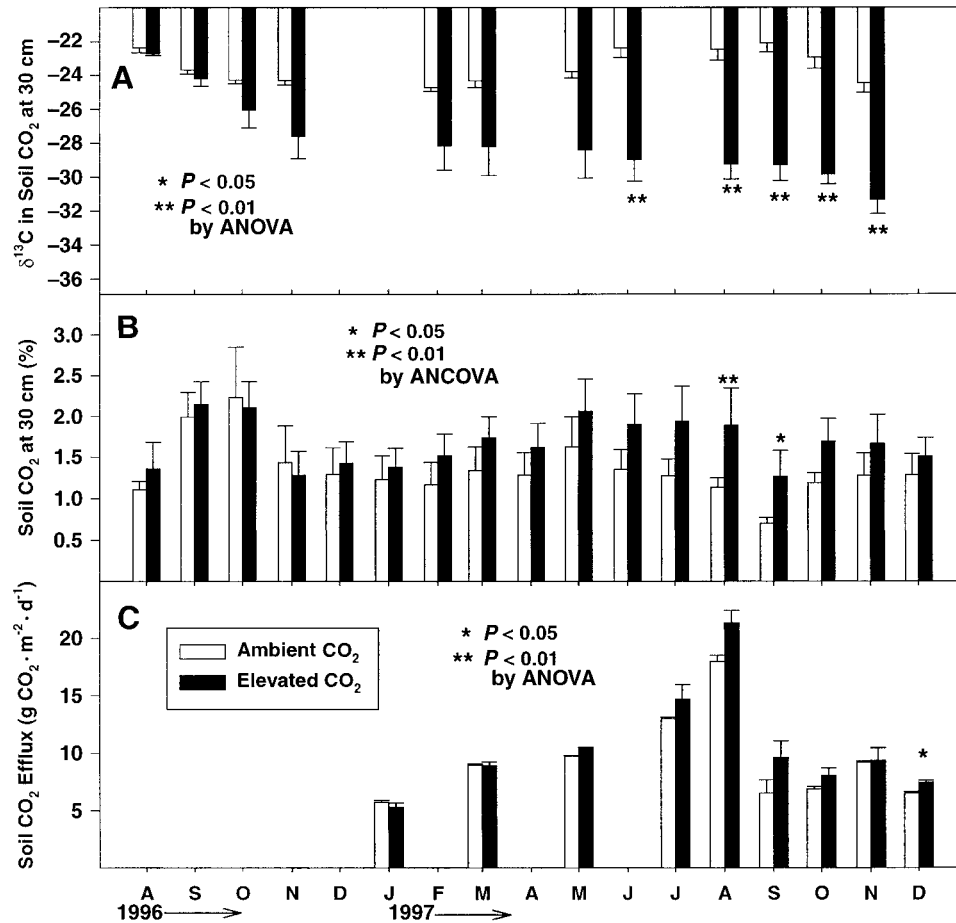 A
δ13C in Soil CO2 at 30 cm
−22
−24
−26
−28
−30
−32
−34
−36
* P < 0.05
** P < 0.01
by ANOVA
** ** ** ** **
B
Soil CO2 at 30 cm (%)
3.0
2.5
2.0
1.5
1.0
0.5
* P < 0.05
** P < 0.01
by ANCOVA
**
*
C
Soil CO2 Efflux (g CO2 · m-2 · d-1)
20
15
10
5
Ambient CO2
Elevated CO2
* P < 0.05
** P < 0.01
by ANOVA
*
A S O N D J F M A M J J A S O N D
1996 1997